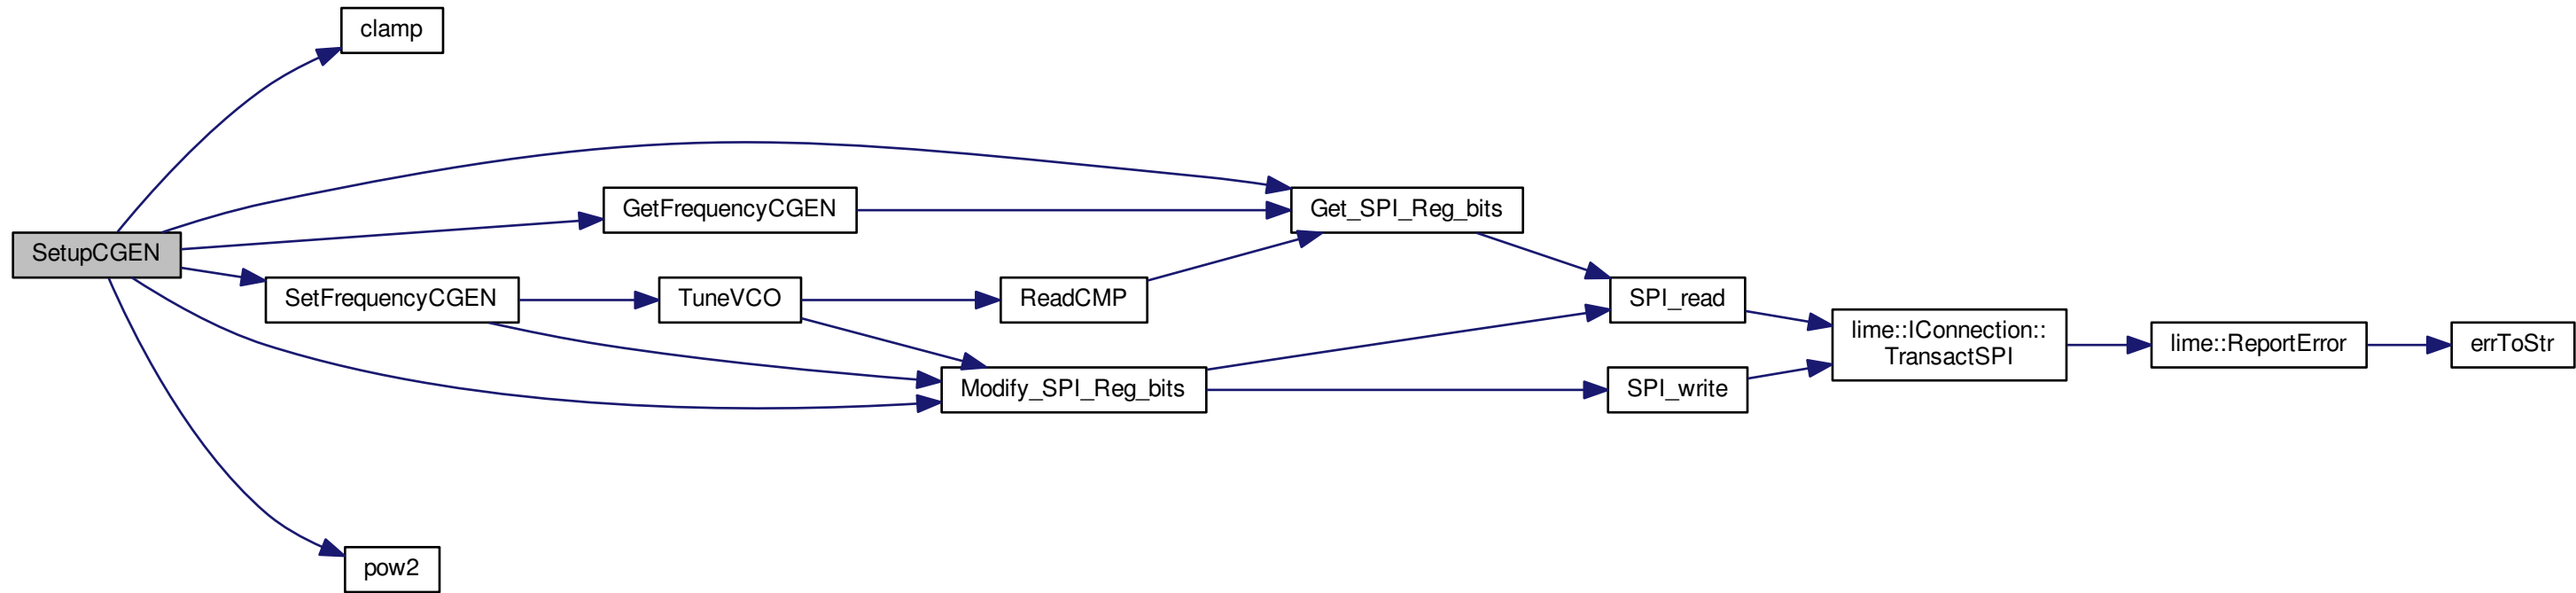 clamp
GetFrequencyCGEN
Get_SPI_Reg_bits
SetupCGEN
SetFrequencyCGEN
TuneVCO
ReadCMP
SPI_read
lime::IConnection::
TransactSPI
lime::ReportError
errToStr
Modify_SPI_Reg_bits
SPI_write
pow2